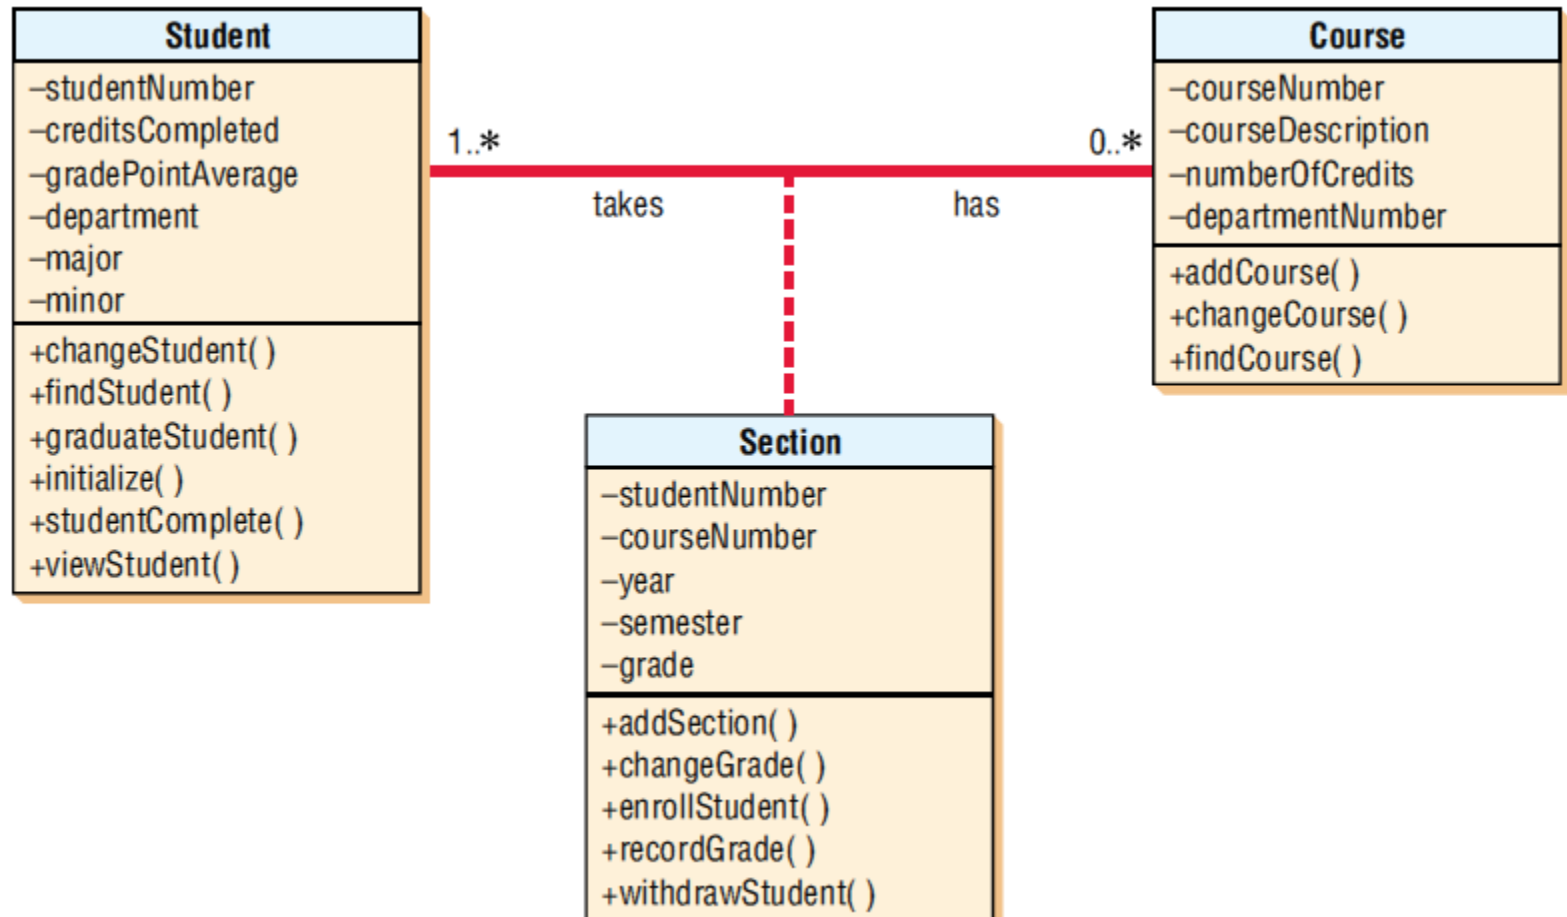 Student
–studentNumber
–creditsCompleted
–gradePointAverage
–department
–major
–minor
+changeStudent( )
+findStudent( )
+graduateStudent( )
+initialize( )
+studentComplete( )
+viewStudent( )
1..*
0..*
takes
has
Course
–courseNumber
–courseDescription
–numberOfCredits
–departmentNumber
+addCourse( )
+changeCourse( )
+findCourse( )
Section
–studentNumber
–courseNumber
–year
–semester
–grade
+addSection( )
+changeGrade( )
+enrollStudent( )
+recordGrade( )
+withdrawStudent( )